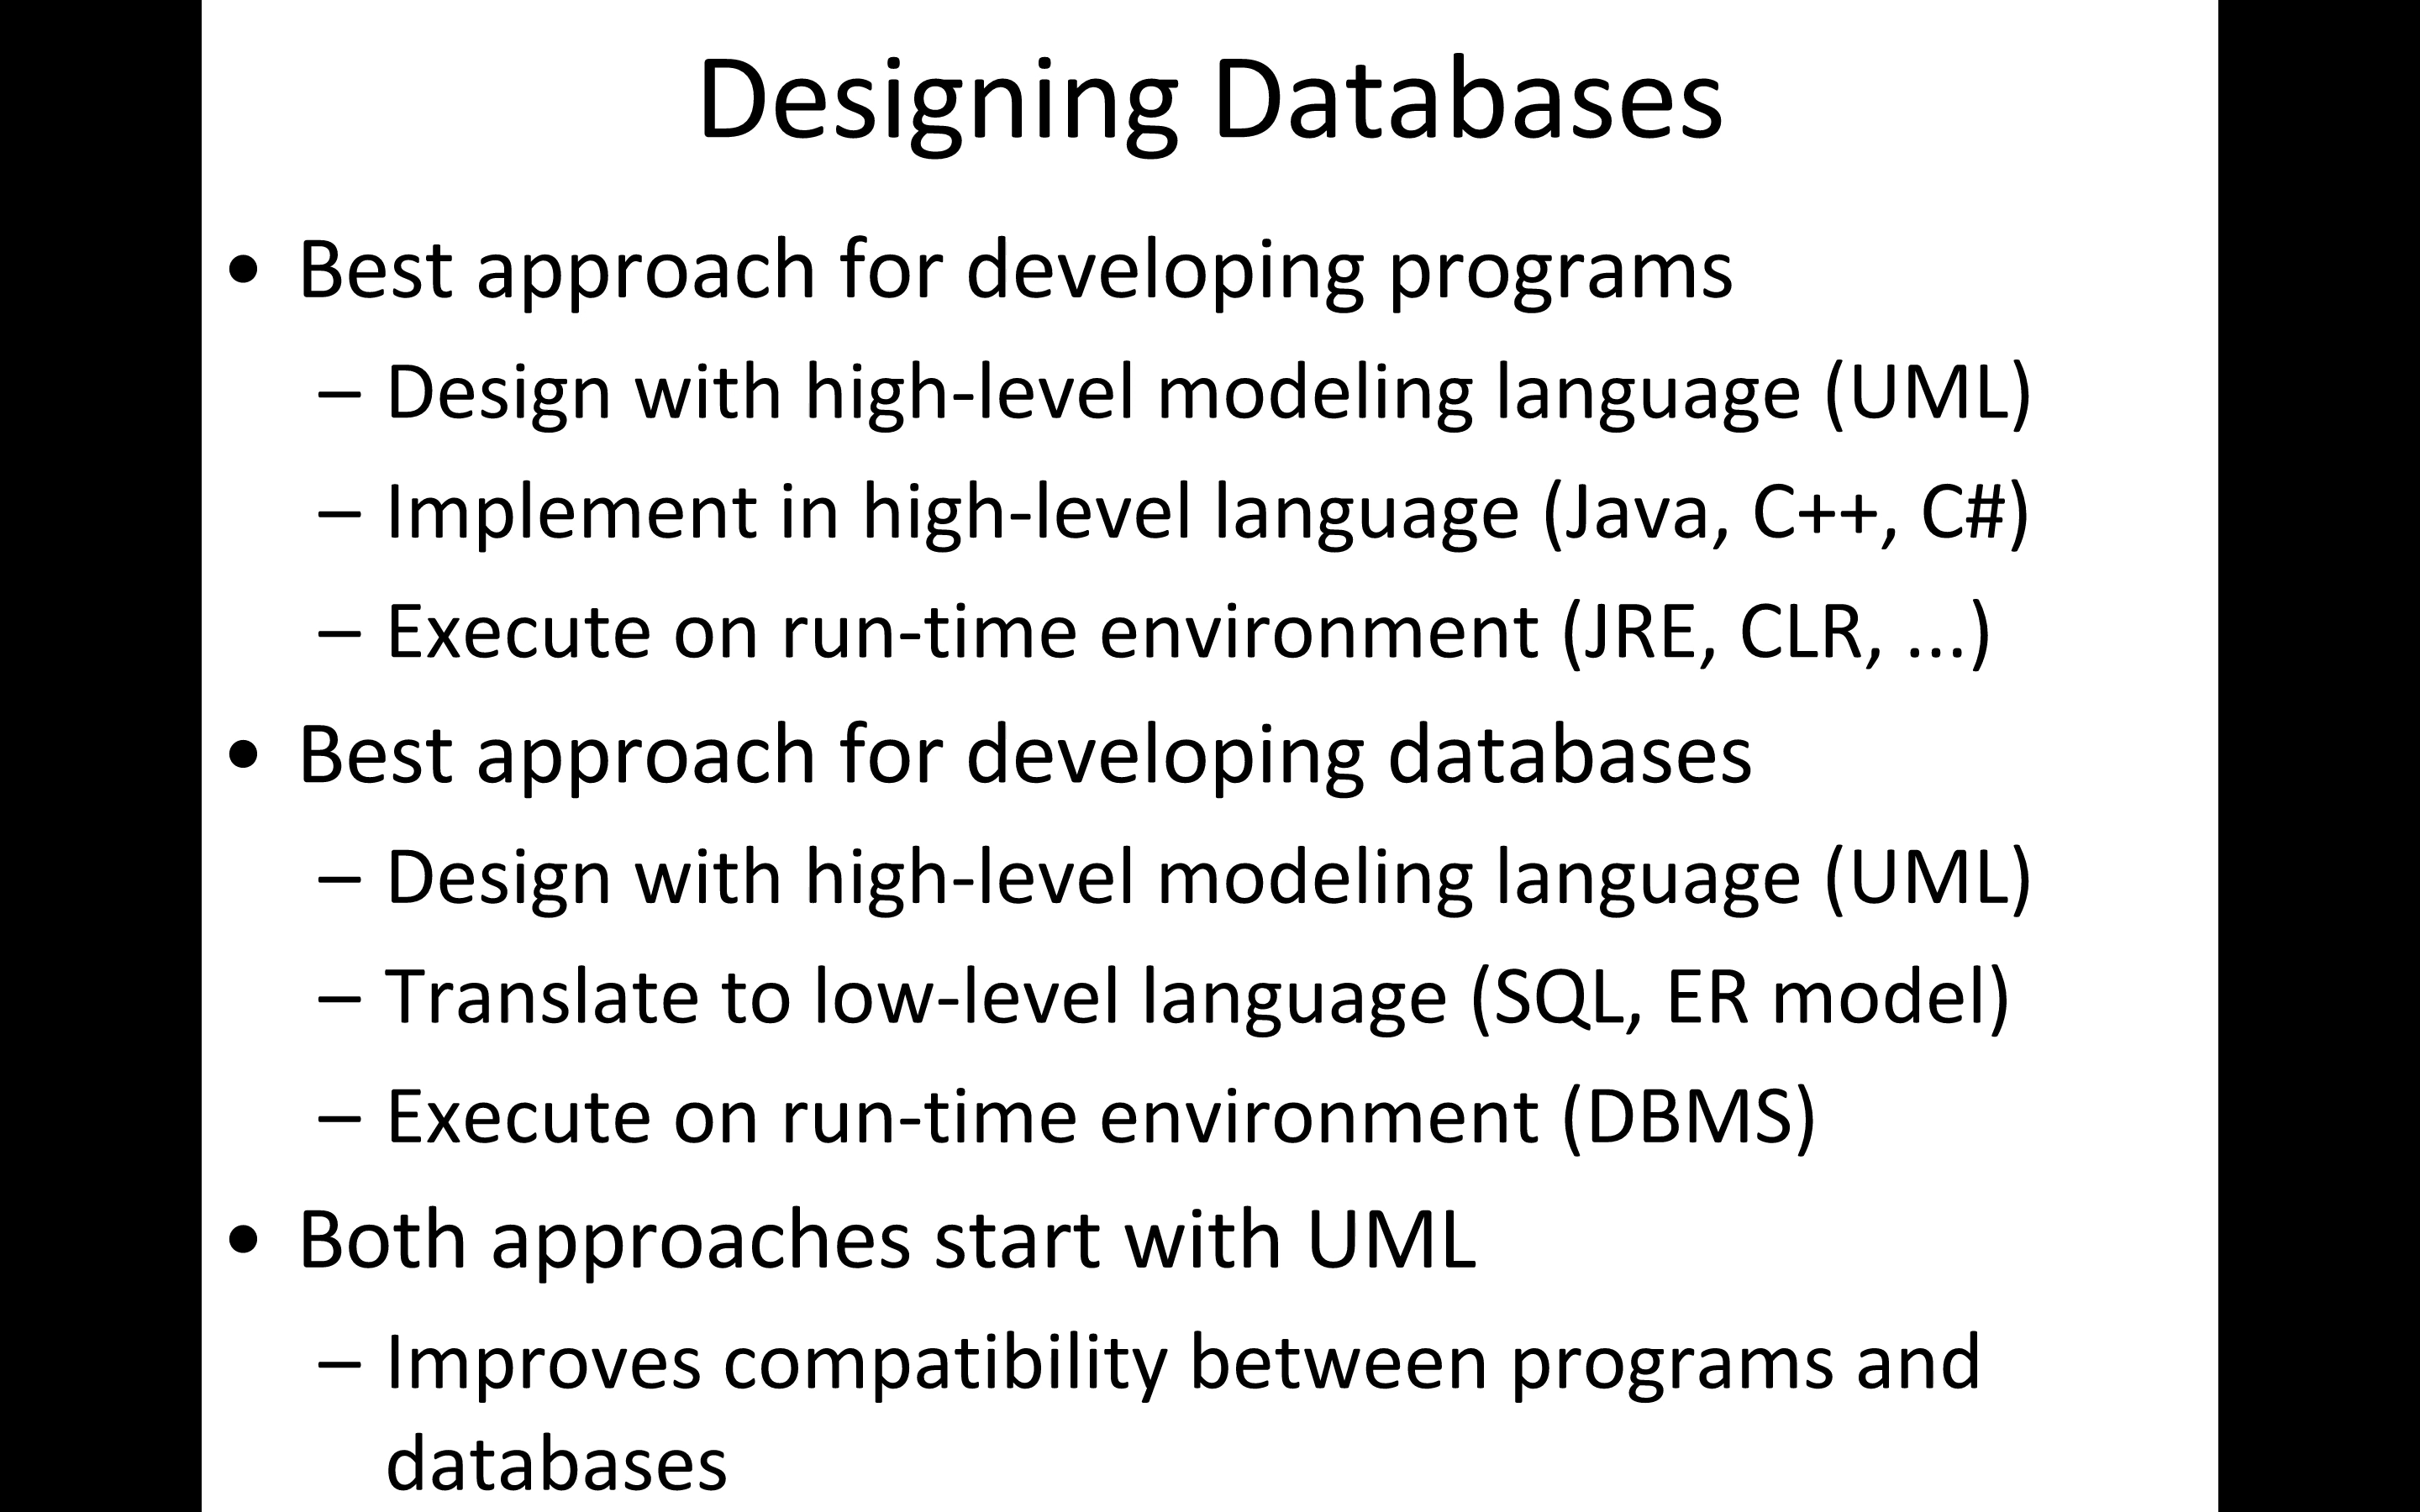 Designing Databases
• Best approach for developing programs
– Design with high-level modeling language (UML)
– Implement in high-level language (Java, C++, C#)
– Execute on run-time environment (JRE, CLR, ...)
• Best approach for developing databases
– Design with high-level modeling language (UML)
– Translate to low-level language (SQL, ER model)
– Execute on run-time environment (DBMS)
• Both approaches start with UML
– Improves compatibility between programs and
databases